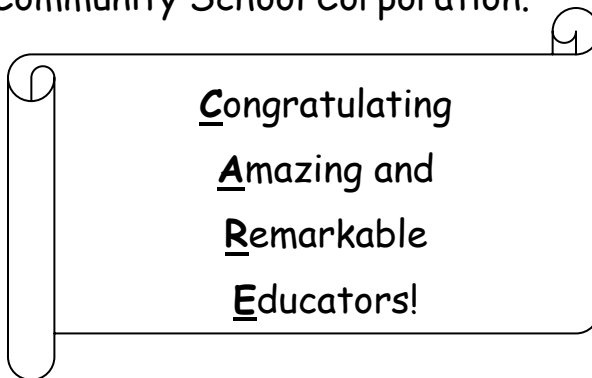 Community School Corporation.
Congratulating
Amazing and
Remarkable
Educators!